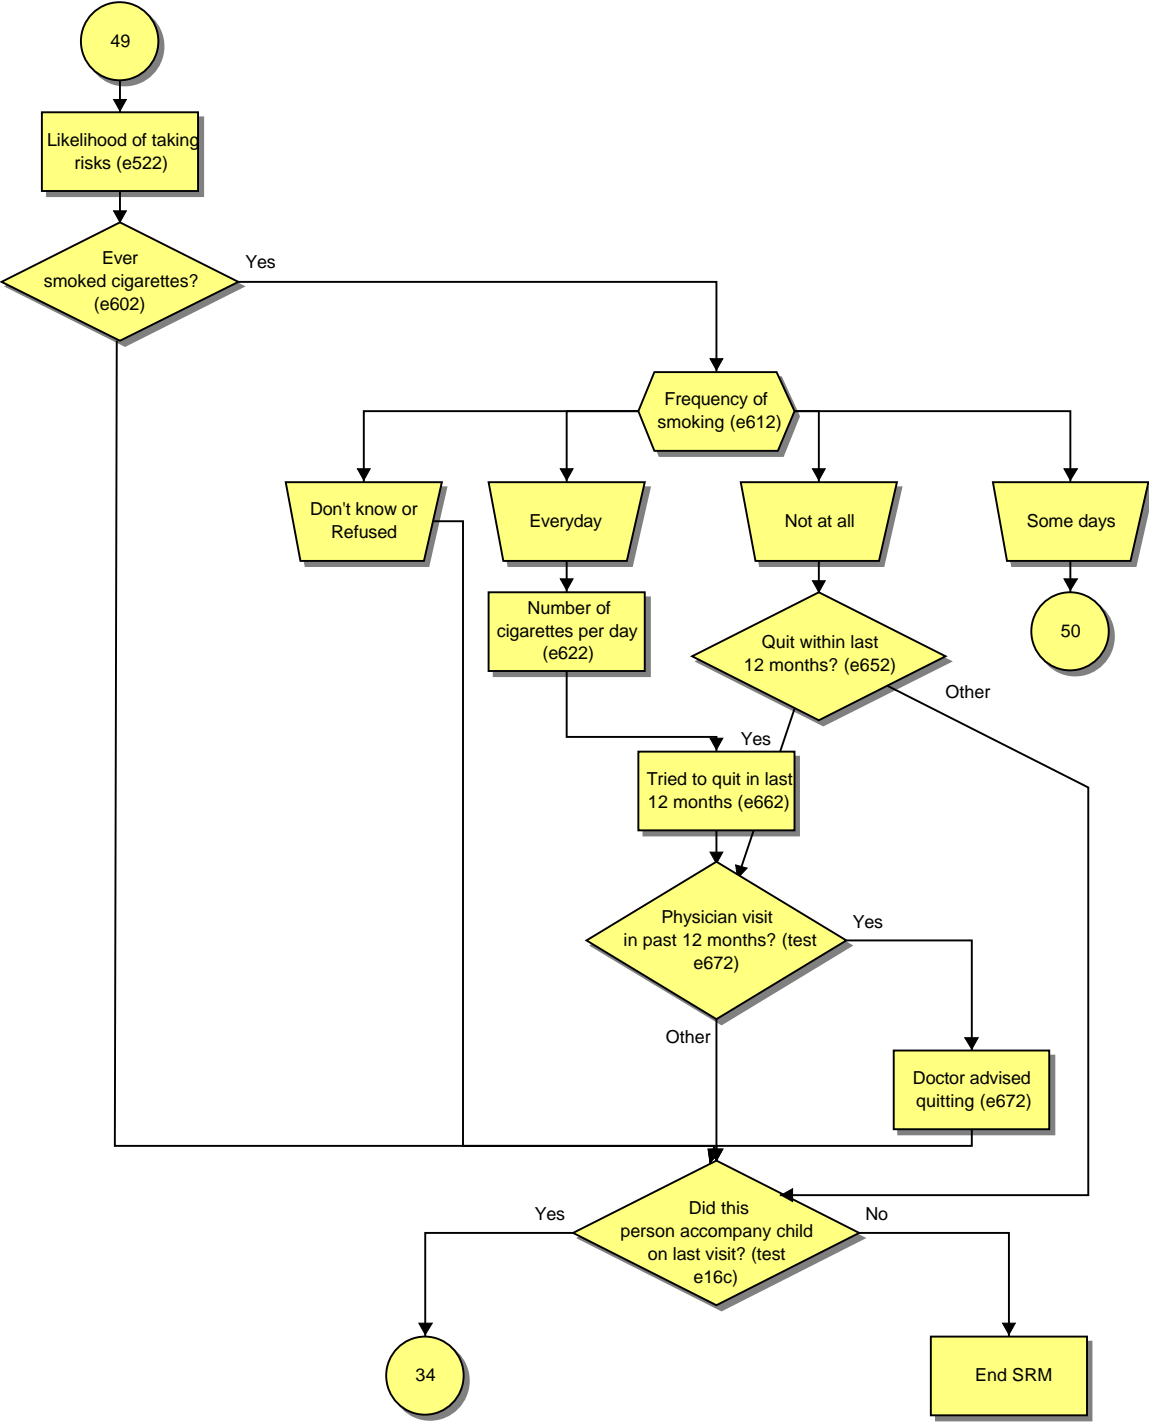 49
Likelihood of taking
risks (e522)
Ever
smoked cigarettes?
(e602)
Yes
Frequency of
smoking (e612)
Don't know or
Refused
Everyday
Not at all
Some days
Number of
cigarettes per day
(e622)
Quit within last
12 months? (e652)
50
Other
Yes
Tried to quit in last
12 months (e662)
Physician visit
in past 12 months? (test
e672)
Yes
Other
Doctor advised
quitting (e672)
Did this
person accompany child
on last visit? (test
e16c)
Yes
No
34
End SRM